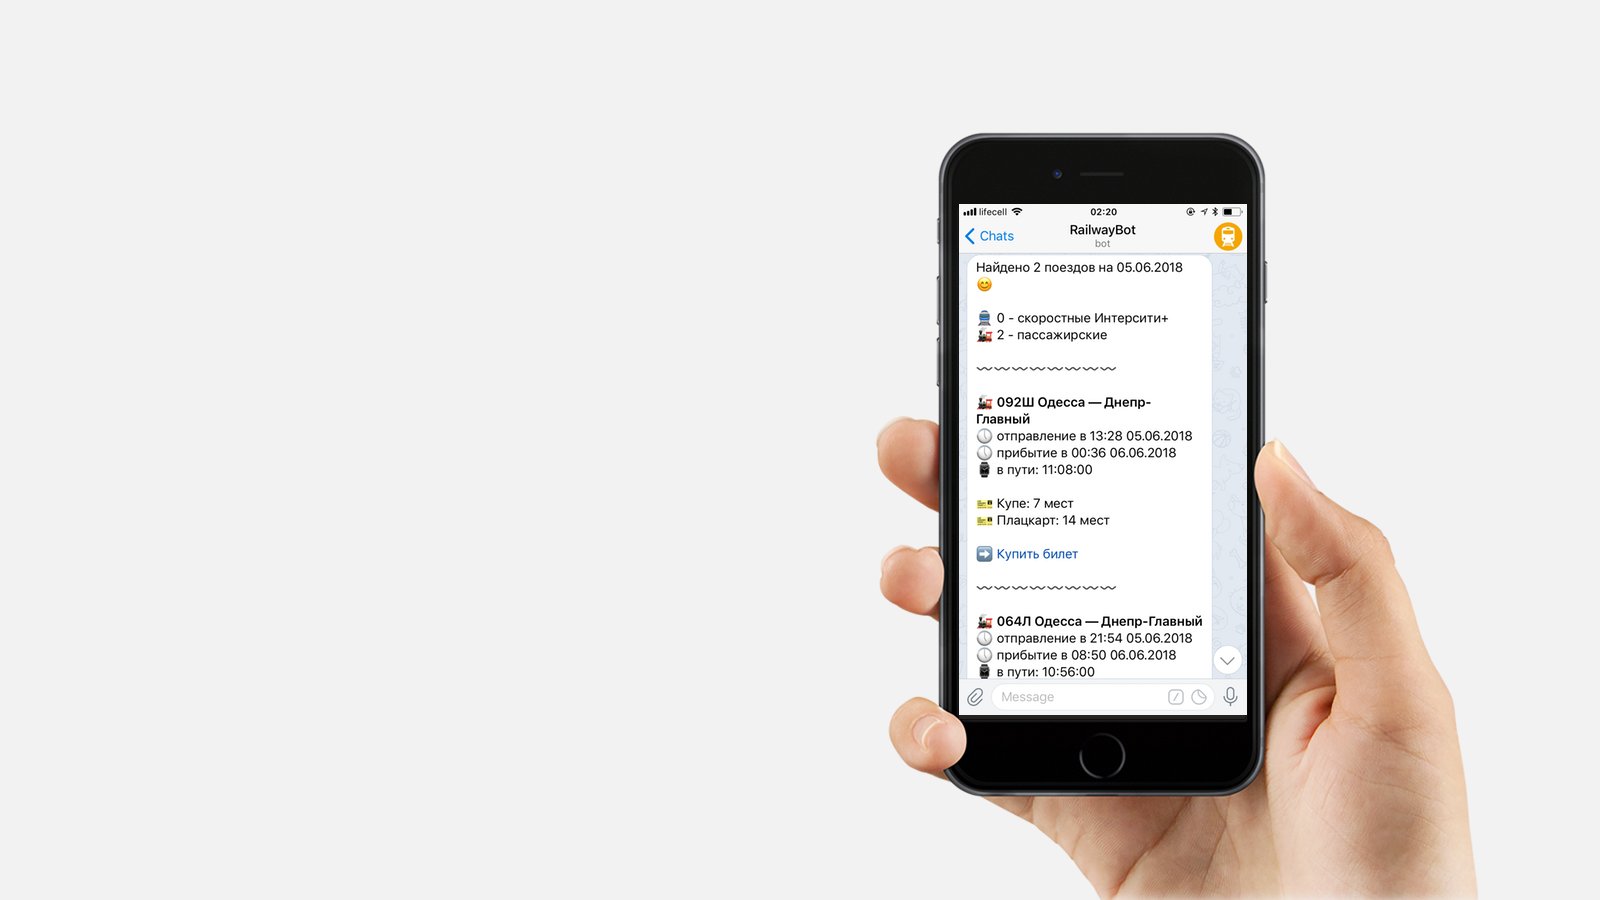 lifecell 02:20
Chats
RailwayBot
bot
Найдено 2 поездов на 05.06.2018
😊
🚆 0 - скоростные Интерсити+
🚂 2 - пассажирские
〰〰〰〰〰〰〰〰
🚂 092Ш Одесса — Днепр-
Главный
🕔 отправление в 13:28 05.06.2018
🕔 прибытие в 00:36 06.06.2018
⌚ в пути: 11:08:00
🎫 Купе: 7 мест
🎫 Плацкарт: 14 мест
➡ Купить билет
〰〰〰〰〰〰〰〰
🚂 064Л Одесса — Днепр-Главный
🕔 отправление в 21:54 05.06.2018
🕔 прибытие в 08:50 06.06.2018
⌚ в пути: 10:56:00
Message